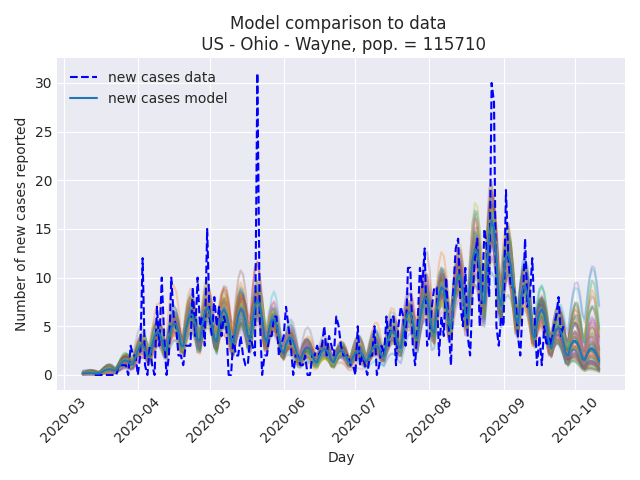 Model comparison to data
US - Ohio - Wayne, pop. = 115710
new cases data
new cases model
Number of new cases reported
30
25
20
15
10
5
0
2020-03
2020-04
2020-05
2020-06
2020-07
2020-08
2020-09
2020-10
Day